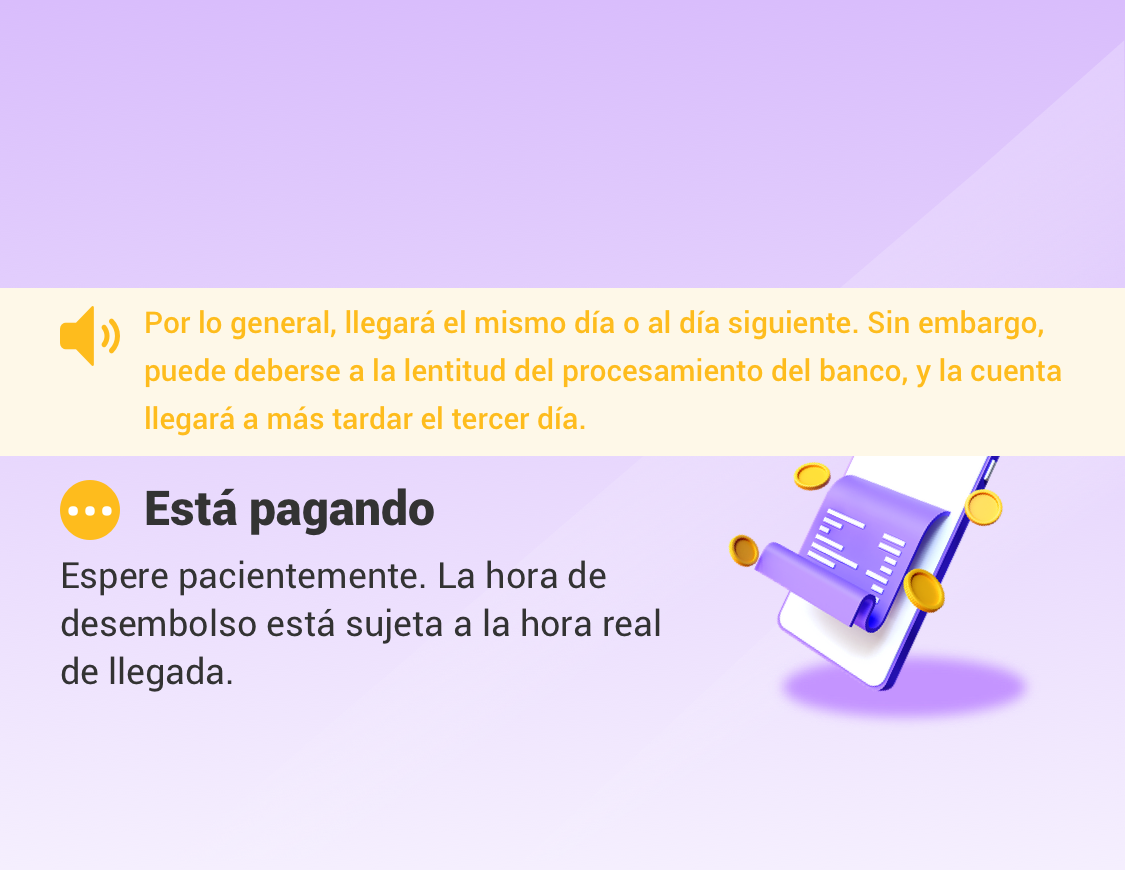 Por lo general, llegará el mismo día o al día siguiente. Sin embargo,
puede deberse a la lentitud del procesamiento del banco, y la cuenta
llegará a más tardar el tercer día.
Está pagando
Espere pacientemente. La hora de
desembolso está sujeta a la hora real
de llegada.